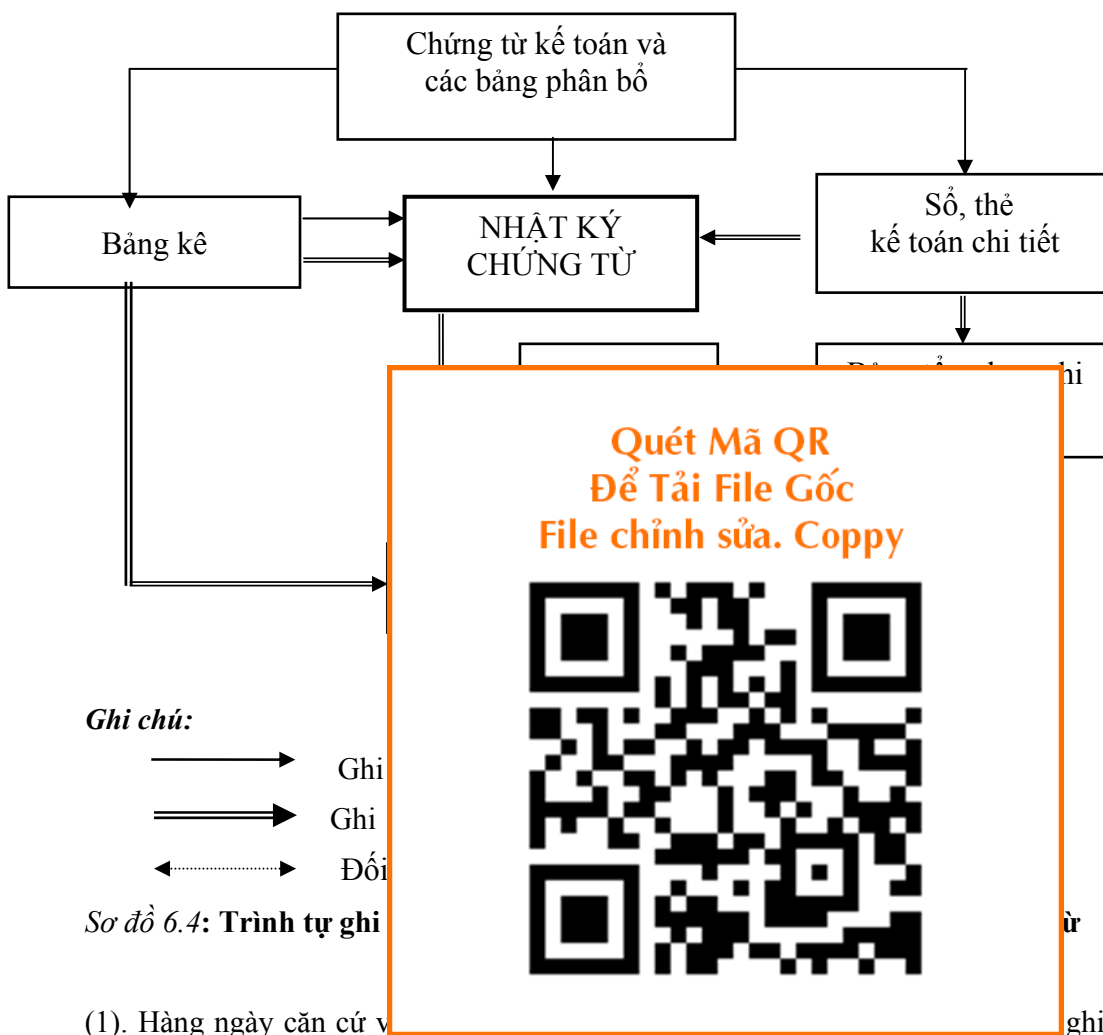 Chứng từ kế toán và
các bảng phân bổ
Bảng kê
NHẬT KÝ
CHỨNG TỪ
Sổ, thẻ
kế toán chi tiết
Quét Mã QR
Để Tải File Gốc
File chỉnh sửa. Coppy
Ghi chú:
Ghi
Ghi
Đối
Sơ đồ 6.4: Trình tự ghi
(1). Hàng ngày căn cứ
ghi